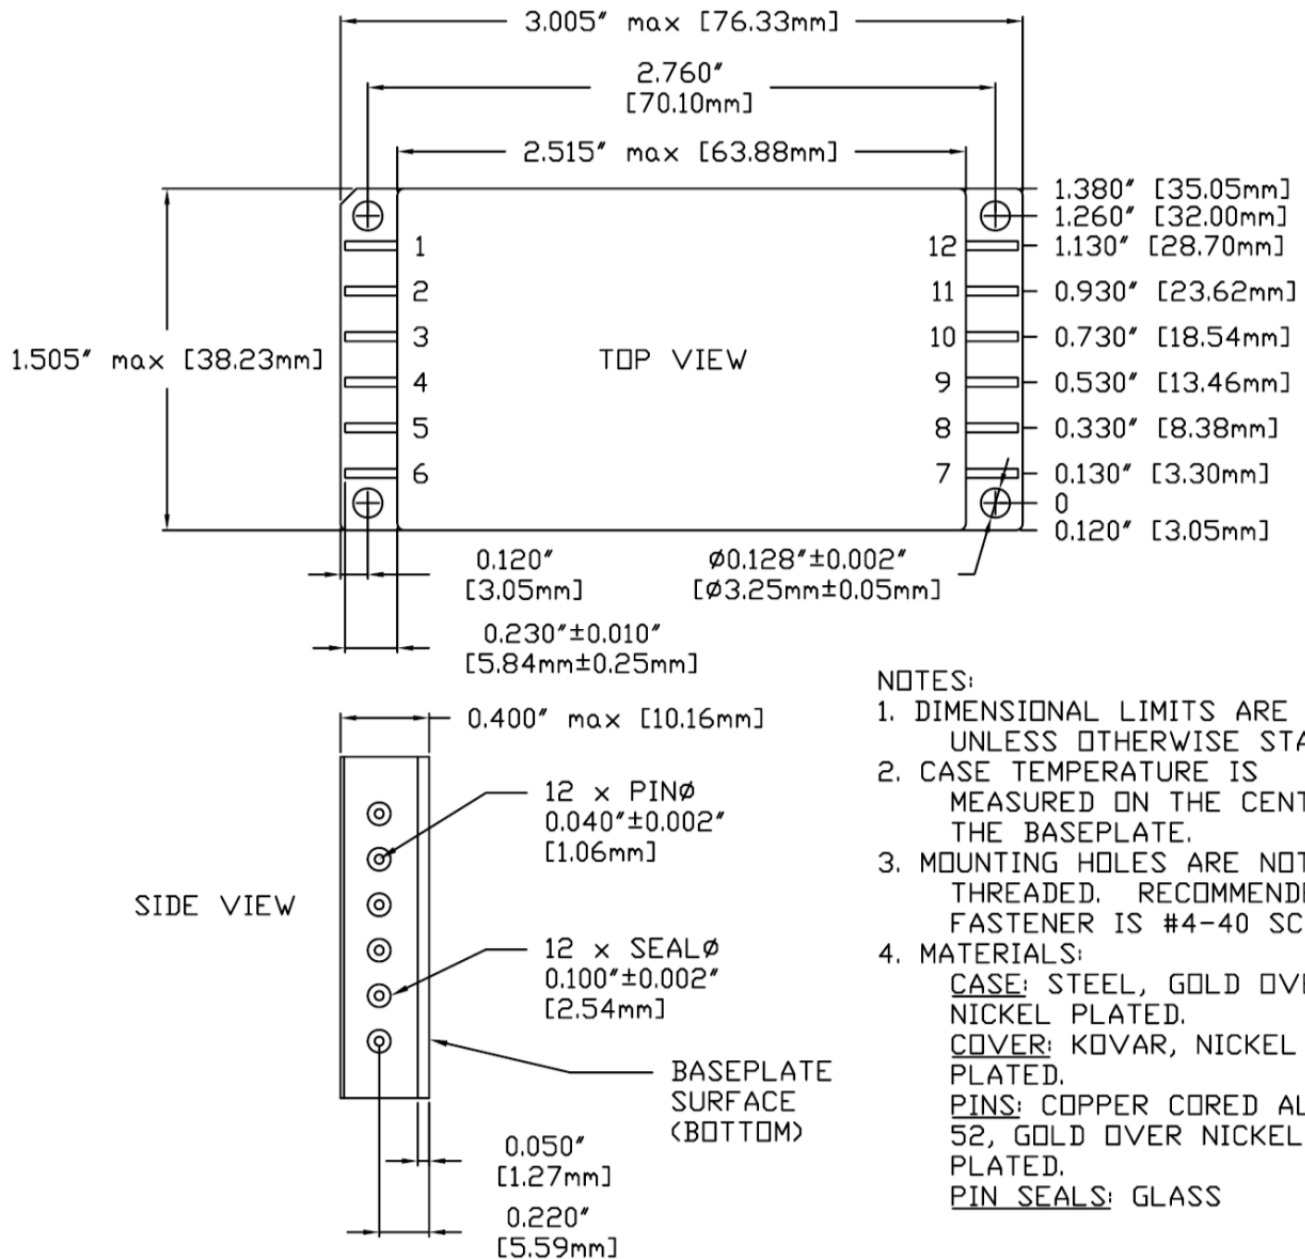 3.005″ max [76.33mm]
2.760″
[70.10mm]
2.515″ max [63.88mm]
1.380″ [35.05mm]
1.260″ [32.00mm]
1 12 1.130″ [28.70mm]
2 11 0.930″ [23.62mm]
3 10 0.730″ [18.54mm]
1.505″ max [38.23mm] TOP VIEW
4 9 0.530″ [13.46mm]
5 8 0.330″ [8.38mm]
6 7 0.130″ [3.30mm]
0
0.120″ [3.05mm]
0.120″
[3.05mm]
Ø0.128″±0.002″
[Ø3.25mm±0.05mm]
0.230″±0.010″
[5.84mm±0.25mm]
0.400″ max [10.16mm]
12 x PINØ
0.040″±0.002″
[1.06mm]
SIDE VIEW
12 x SEALØ
0.100″±0.002″
[2.54mm]
BASEPLATE
SURFACE
(BOTTOM)
0.050″
[1.27mm]
0.220″
[5.59mm]
NOTES:
1. DIMENSIONAL LIMITS ARE
UNLESS OTHERWISE
2. CASE TEMPERATURE IS
MEASURED ON THE
THE BASEPLATE.
3. MOUNTING HOLES ARE NOT
THREADED.
FASTENER IS #4-40
4. MATERIALS:
CASE: STEEL, GOLD
NICKEL PLATED.
COVER: KOVAR, NICKEL
PLATED.
PINS: COPPER CORED
52, GOLD OVER NICKEL
PLATED.
PIN SEALS: GLASS